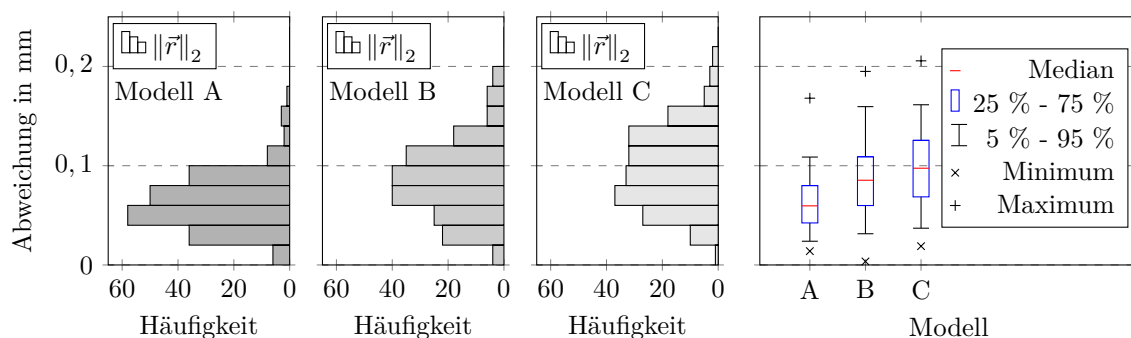 Abweichung in mm
0,2
0,1
0
‖r⃗‖₂
Modell A
60 40 20 0
Häufigkeit
‖r⃗‖₂
Modell B
60 40 20 0
Häufigkeit
‖r⃗‖₂
Modell C
60 40 20 0
Häufigkeit
Median
25 % - 75 %
5 % - 95 %
Minimum
Maximum
A B C
Modell